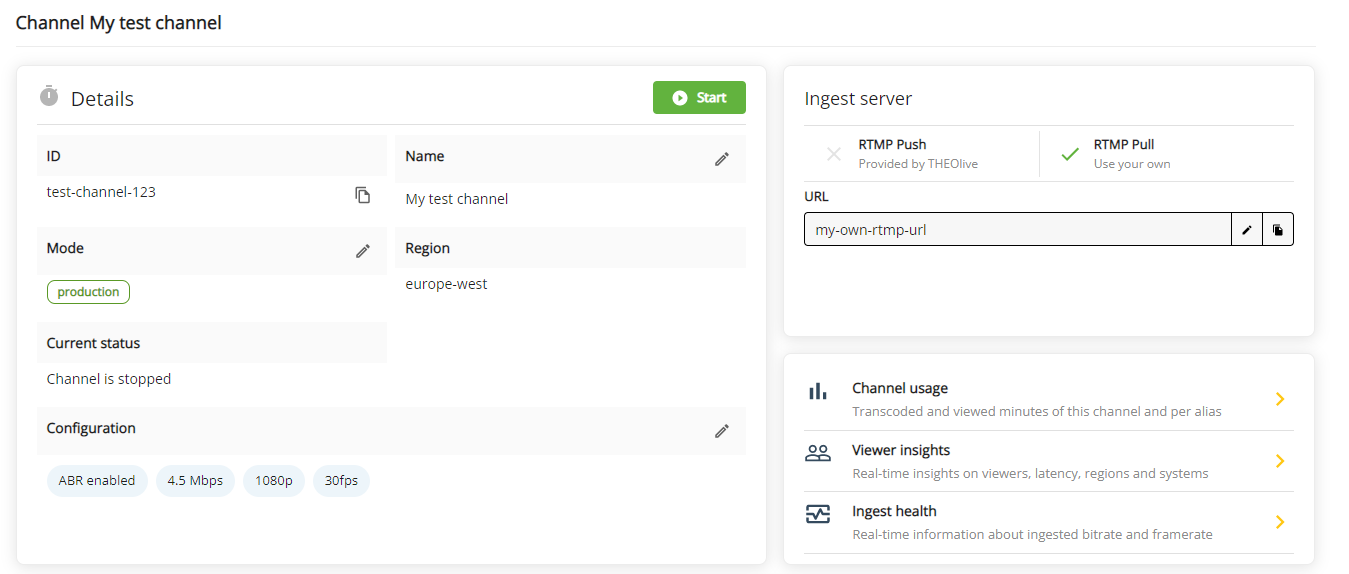 Channel My test channel
Details
Start
ID
Name
test-channel-123
My test channel
Mode
Region
production
europe-west
Current status
Channel is stopped
Configuration
ABR enabled
4.5 Mbps
1080p
30fps
Ingest server
RTMP Push
Provided by THEOlive
RTMP Pull
Use your own
URL
my-own-rtmp-url
Channel usage
Transcoded and viewed minutes of this channel and per alias
Viewer insights
Real-time insights on viewers, latency, regions and systems
Ingest health
Real-time information about ingested bitrate and framerate